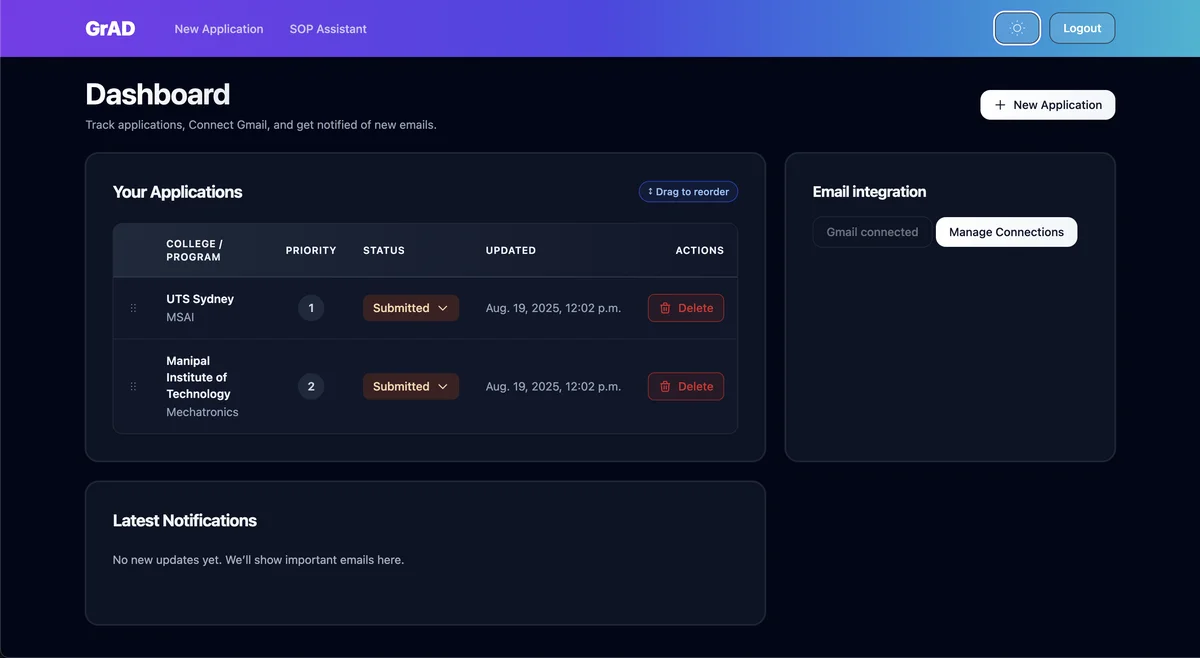 GrAD
New Application
SOP Assistant
Logout
Dashboard
Track applications, Connect Gmail, and get notified of new emails.
+ New Application
Your Applications
↕ Drag to reorder
COLLEGE /
PROGRAM
PRIORITY
STATUS
UPDATED
ACTIONS
UTS Sydney
MSAI
1
Submitted
Aug. 19, 2025, 12:02 p.m.
Delete
Manipal
Institute of
Technology
Mechatronics
2
Submitted
Aug. 19, 2025, 12:02 p.m.
Delete
Email integration
Gmail connected
Manage Connections
Latest Notifications
No new updates yet. We’ll show important emails here.